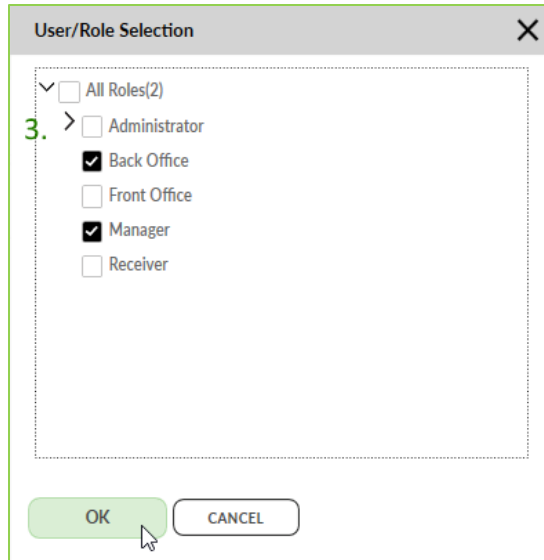 User/Role Selection
All Roles(2)
3. Administrator
Back Office
Front Office
Manager
Receiver
OK CANCEL